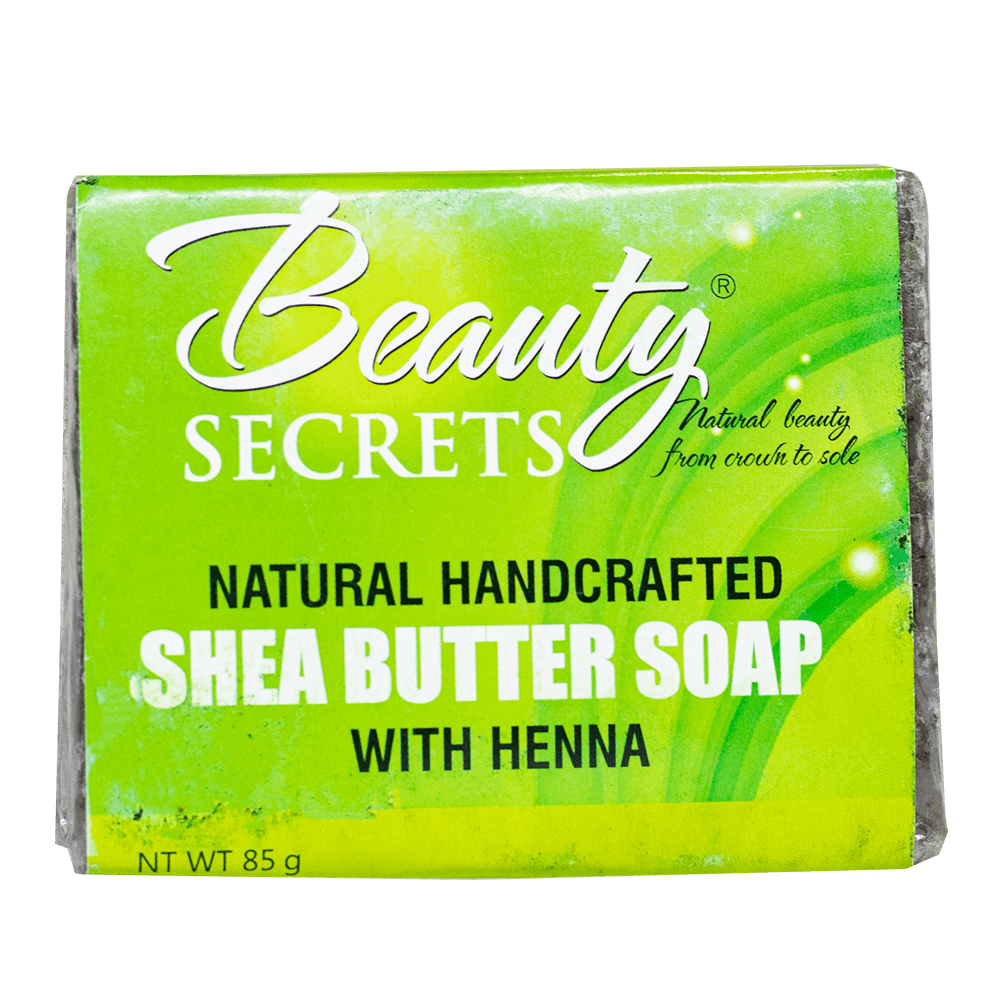 Beauty®
SECRETS
Natural beauty
from crown to sole
NATURAL HANDCRAFTED
SHEA BUTTER SOAP
WITH HENNA
NT WT 85 g